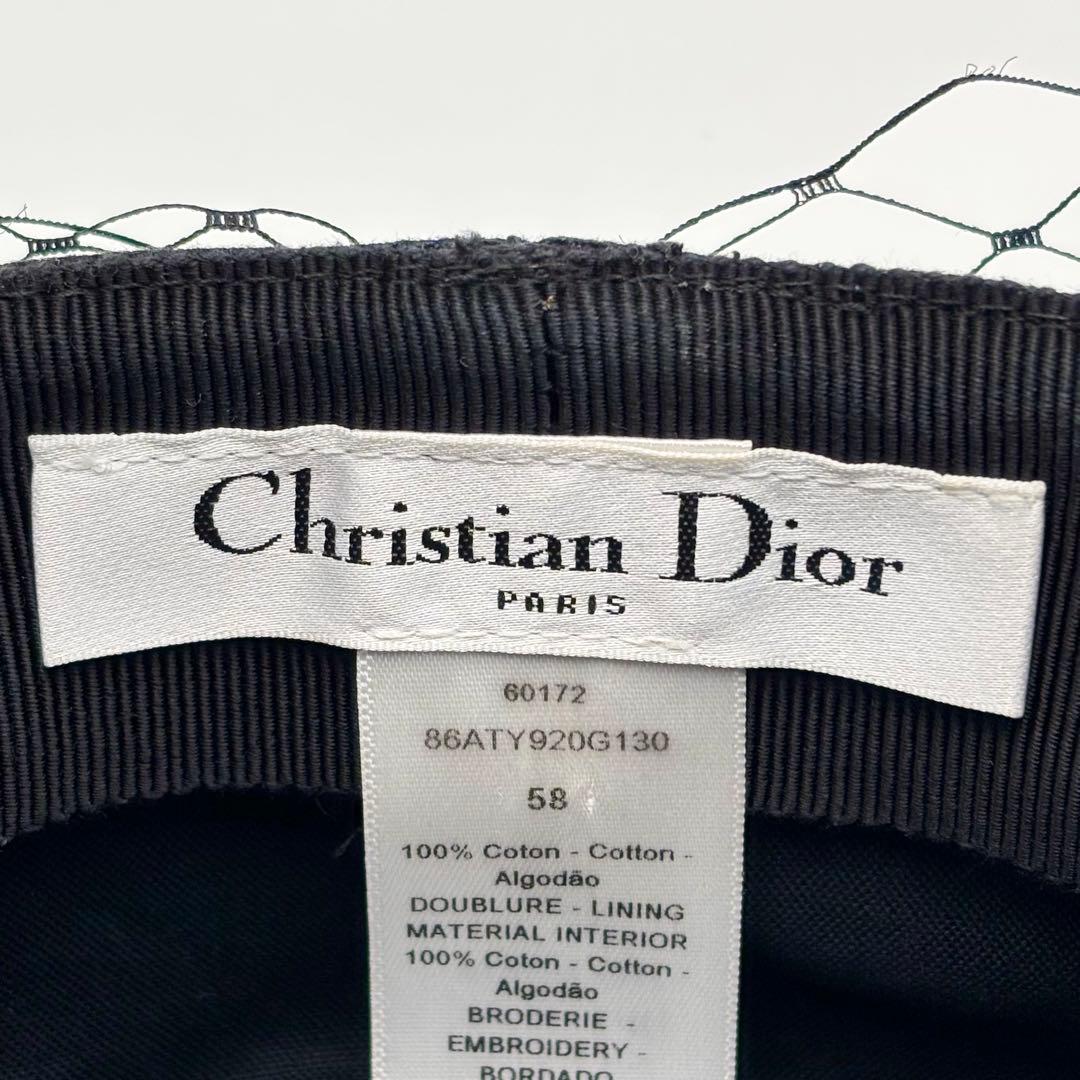 Christian Dior
PARIS
60172
86ATY920G130
58
100% Coton - Cotton -
Algodão
DOUBLURE - LINING
MATERIAL INTERIOR
100% Coton - Cotton -
Algodão
BRODERIE -
EMBROIDERY -
BORDADO